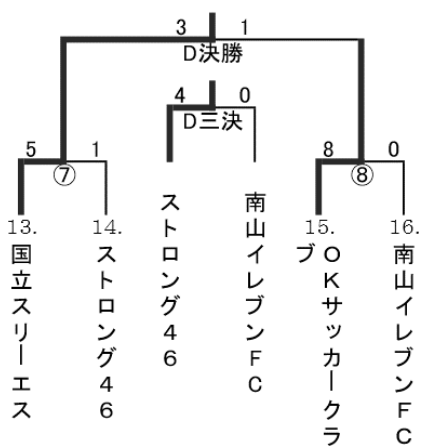 3 1
D決勝
4 0
D三決
5 1
⑦
8 0
⑧
13.
国立スリーエス
14.
ストロング46
ストロング46
南山イレブンFC
15.
OKサッカークラブ
16.
南山イレブンFC